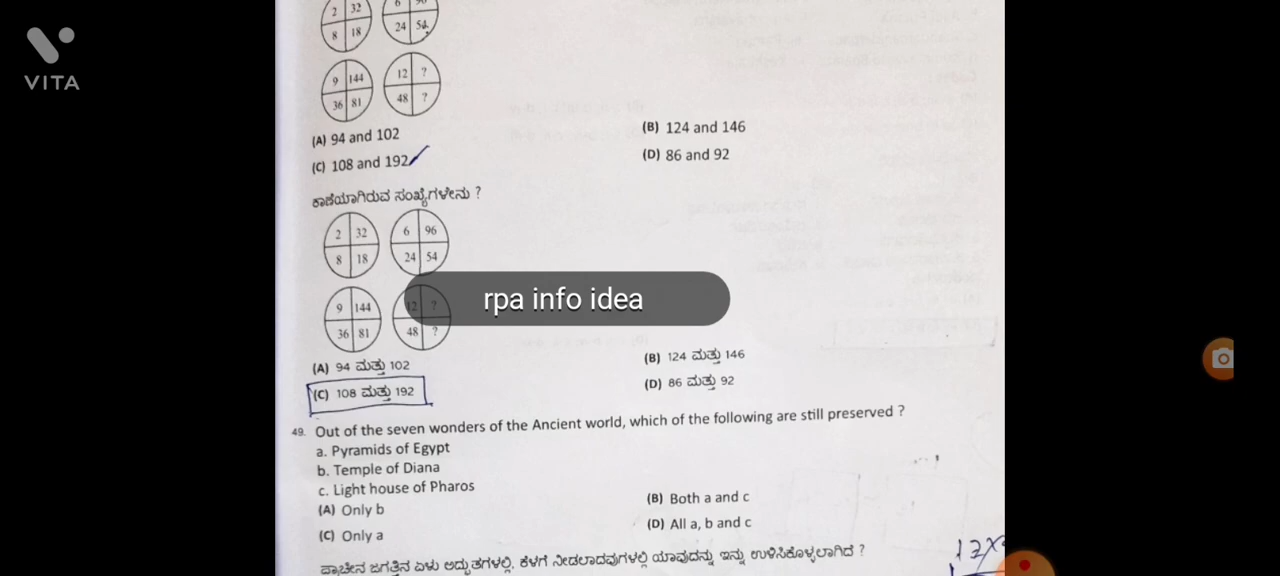 VITA
2 32
8 18
24 54
9 144
36 81
12 ?
48 ?
(A) 94 and 102
(B) 124 and 146
(C) 108 and 192
(D) 86 and 92
ಕಾಣೆಯಾಗಿರುವ ಸಂಖ್ಯೆಗಳೇನು ?
2 32
8 18
6 96
24 54
9 144
36 81
12 ?
48 ?
rpa info idea
(A) 94 ಮತ್ತು 102
(B) 124 ಮತ್ತು 146
(C) 108 ಮತ್ತು 192
(D) 86 ಮತ್ತು 92
49. Out of the seven wonders of the Ancient world, which of the following are still preserved ?
a. Pyramids of Egypt
b. Temple of Diana
c. Light house of Pharos
(A) Only b
(B) Both a and c
(C) Only a
(D) All a, b and c
ಪ್ರಾಚೀನ ಜಗತ್ತಿನ ಏಳು ಅದ್ಭುತಗಳಲ್ಲಿ, ಕೆಳಗೆ ನೀಡಲಾದವುಗಳಲ್ಲಿ ಯಾವುದನ್ನು ಇನ್ನು ಉಳಿಸಿಕೊಳ್ಳಲಾಗಿದೆ ?